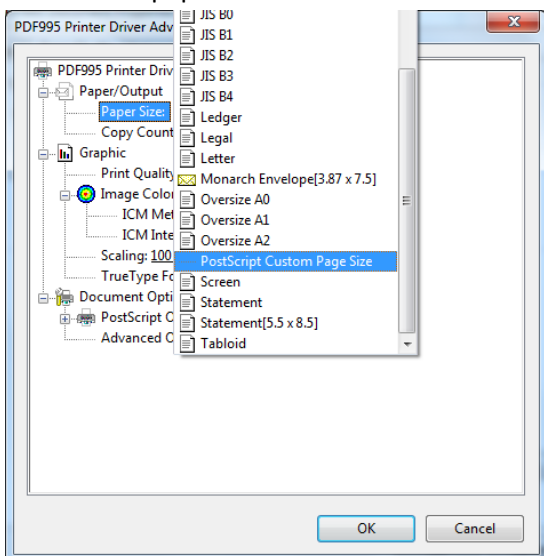 PDF995 Printer Driver Adv
PDF995 Printer Driv
Paper/Output
Paper Size:
Copy Count
Graphic
Print Quality
Image Color
ICM Met
ICM Inte
Scaling: 100
TrueType Fo
Document Opti
PostScript O
Advanced O
JIS B0
JIS B1
JIS B2
JIS B3
JIS B4
Ledger
Legal
Letter
Monarch Envelope[3.87 x 7.5]
Oversize A0
Oversize A1
Oversize A2
PostScript Custom Page Size
Screen
Statement
Statement[5.5 x 8.5]
Tabloid
OK
Cancel